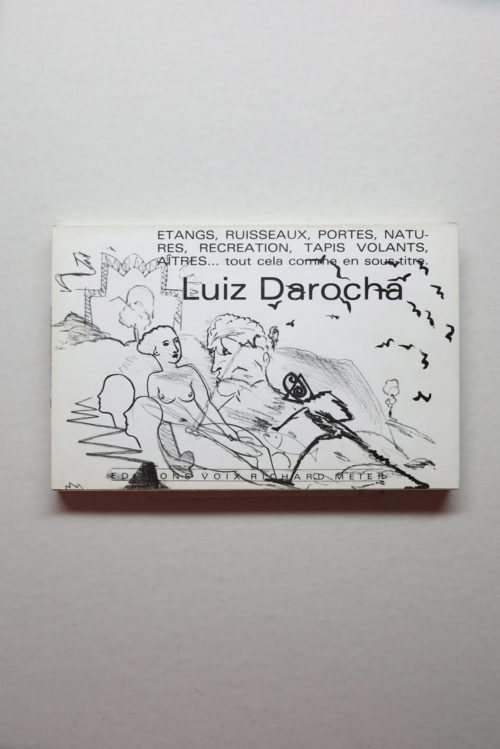 ETANGS, RUISSEAUX, PORTES, NATU-
RES, RECREATION, TAPIS VOLANTS,
AÎTRES... tout cela comme en sous-titre.
Luiz Darocha
EDITIONS VOIX RICHARD MEIER